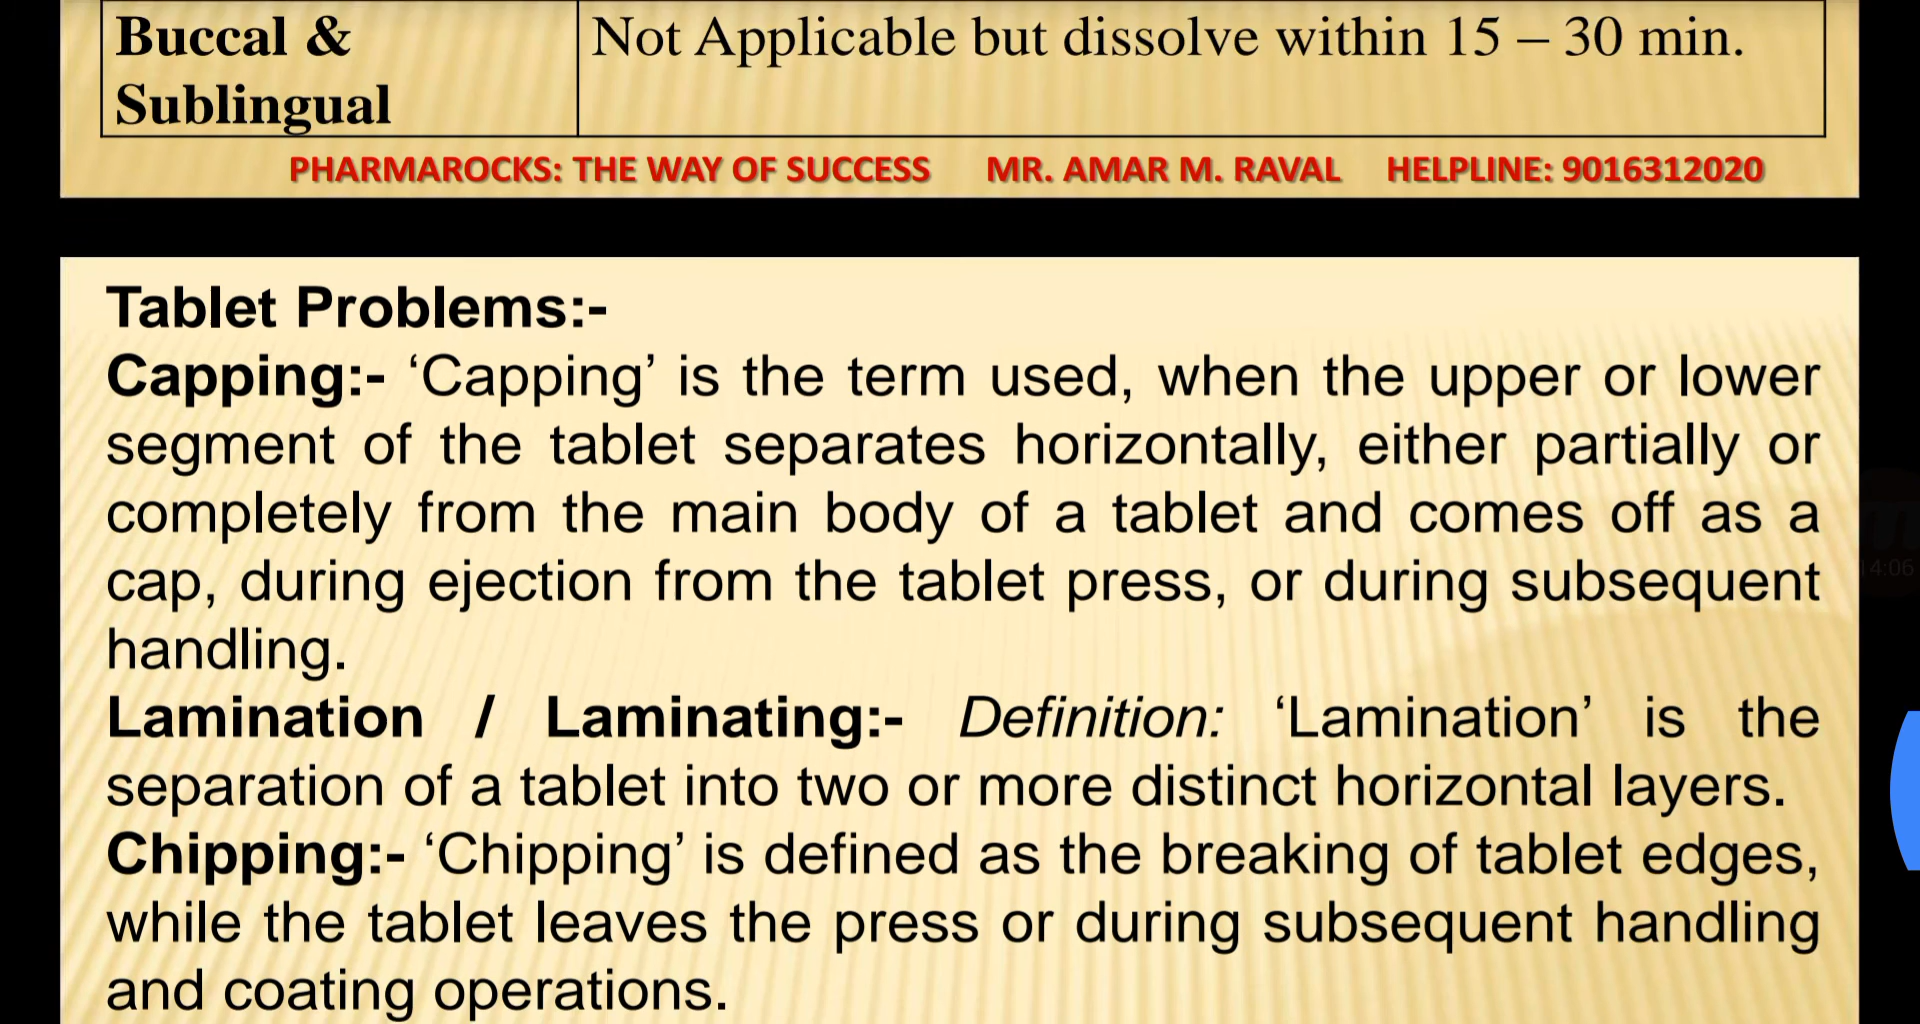 Buccal & Not Applicable but dissolve within 15 – 30 min.
Sublingual
PHARMAROCKS: THE WAY OF SUCCESS MR. AMAR M. RAVAL HELPLINE: 9016312020
Tablet Problems:-
Capping:- ‘Capping’ is the term used, when the upper or lower
segment of the tablet separates horizontally, either partially or
completely from the main body of a tablet and comes off as a
cap, during ejection from the tablet press, or during subsequent
handling.
Lamination / Laminating:- Definition: ‘Lamination’ is the
separation of a tablet into two or more distinct horizontal layers.
Chipping:- ‘Chipping’ is defined as the breaking of tablet edges,
while the tablet leaves the press or during subsequent handling
and coating operations.
14:06